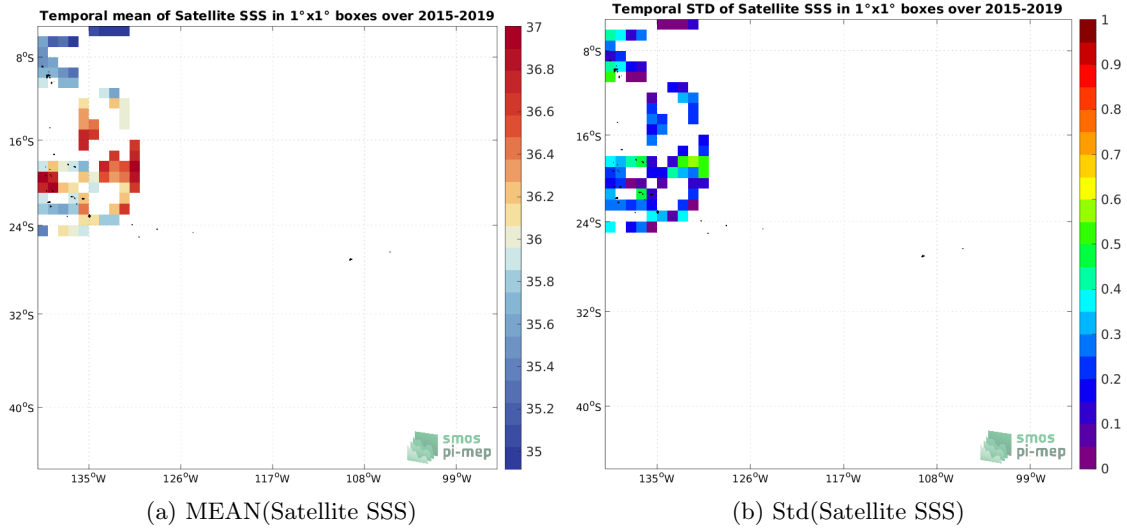 Temporal mean of Satellite SSS in 1°x1° boxes over 2015-2019
37
36.8
36.6
36.4
36.2
36
35.8
35.6
35.4
35.2
35
8°S
16°S
24°S
32°S
40°S
135°W
126°W
117°W
108°W
99°W
smos
pi-mep
(a) MEAN(Satellite SSS)
Temporal STD of Satellite SSS in 1°x1° boxes over 2015-2019
1
0.9
0.8
0.7
0.6
0.5
0.4
0.3
0.2
0.1
0
8°S
16°S
24°S
32°S
40°S
135°W
126°W
117°W
108°W
99°W
smos
pi-mep
(b) Std(Satellite SSS)